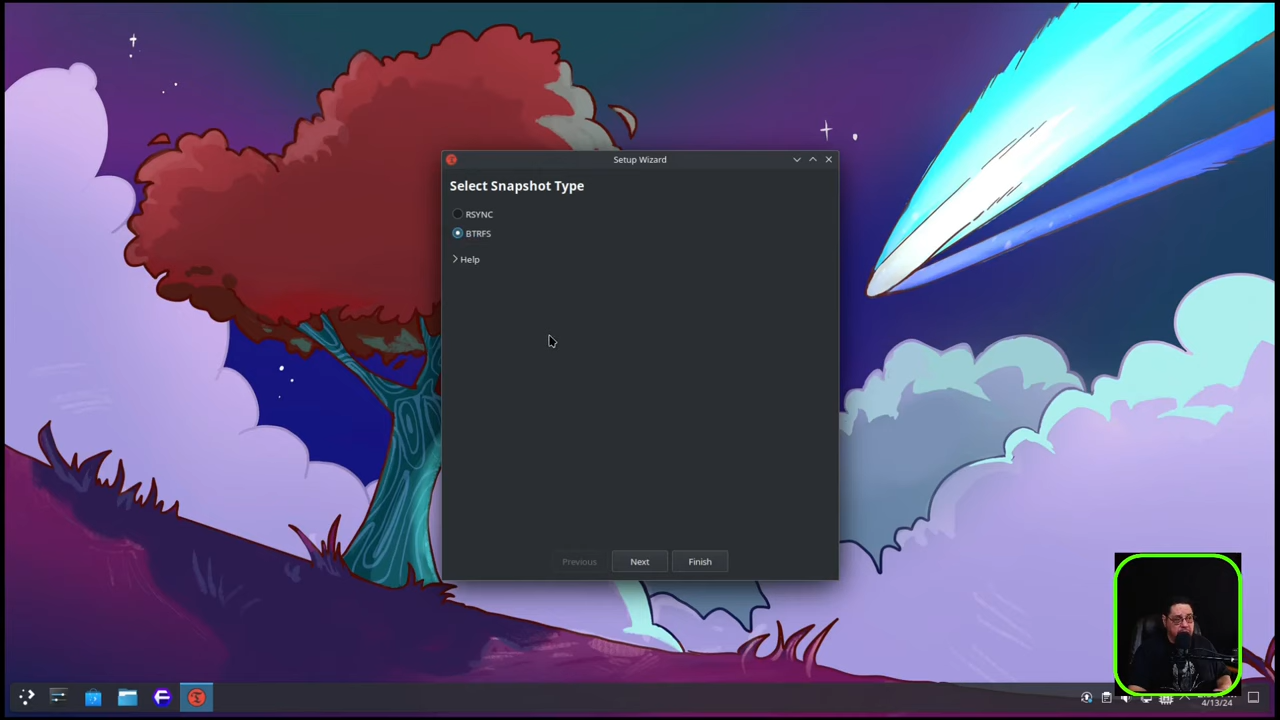 Setup Wizard
Select Snapshot Type
RSYNC
BTRFS
Help
Previous Next Finish
4/13/24